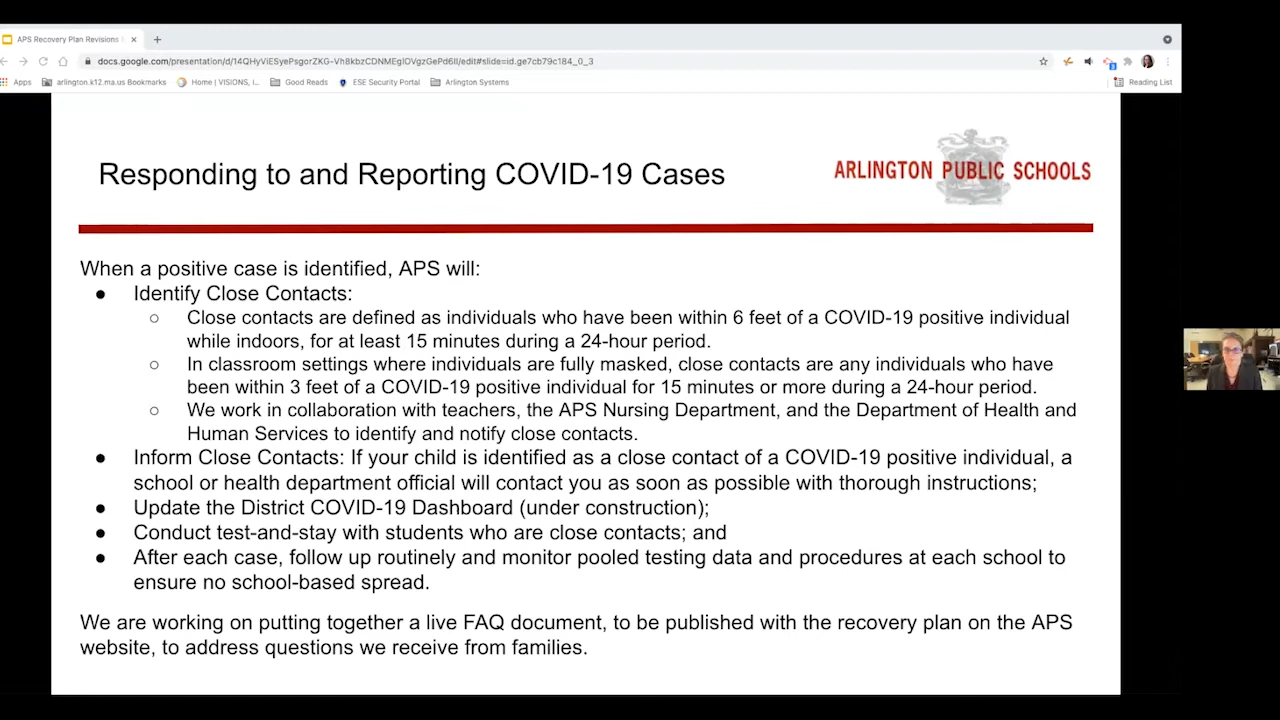 APS Recovery Plan Revisions
docs.google.com/presentation/d/14QHyViESyePsgorZKG-Vh8kbzCDNMEglOVgzGePd6lI/edit#slide=id.ge7cb79c184_0_3
Apps arlington.k12.ma.us Bookmarks Home | VISIONS, I... Good Reads ESE Security Portal Arlington Systems Reading List
Responding to and Reporting COVID-19 Cases
ARLINGTON PUBLIC SCHOOLS
When a positive case is identified, APS will:
● Identify Close Contacts:
○ Close contacts are defined as individuals who have been within 6 feet of a COVID-19 positive individual
while indoors, for at least 15 minutes during a 24-hour period.
○ In classroom settings where individuals are fully masked, close contacts are any individuals who have
been within 3 feet of a COVID-19 positive individual for 15 minutes or more during a 24-hour period.
○ We work in collaboration with teachers, the APS Nursing Department, and the Department of Health and
Human Services to identify and notify close contacts.
● Inform Close Contacts: If your child is identified as a close contact of a COVID-19 positive individual, a
school or health department official will contact you as soon as possible with thorough instructions;
● Update the District COVID-19 Dashboard (under construction);
● Conduct test-and-stay with students who are close contacts; and
● After each case, follow up routinely and monitor pooled testing data and procedures at each school to
ensure no school-based spread.
We are working on putting together a live FAQ document, to be published with the recovery plan on the APS
website, to address questions we receive from families.